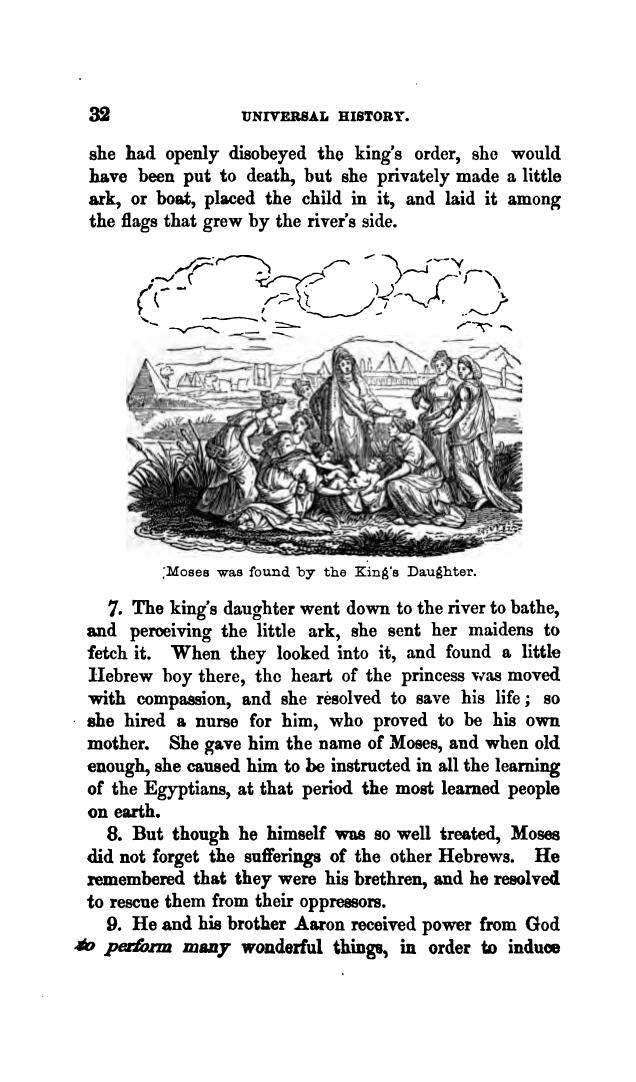 32 UNIVERSAL HISTORY.
she had openly disobeyed the king's order, she would
have been put to death, but she privately made a little
ark, or boat, placed the child in it, and laid it among
the flags that grew by the river's side.
Moses was found by the King's Daughter.
7. The king's daughter went down to the river to bathe,
and perceiving the little ark, she sent her maidens to
fetch it. When they looked into it, and found a little
Hebrew boy there, the heart of the princess was moved
with compassion, and she resolved to save his life; so
she hired a nurse for him, who proved to be his own
mother. She gave him the name of Moses, and when old
enough, she caused him to be instructed in all the learning
of the Egyptians, at that period the most learned people
on earth.
8. But though he himself was so well treated, Moses
did not forget the sufferings of the other Hebrews. He
remembered that they were his brethren, and he resolved
to rescue them from their oppressors.
9. He and his brother Aaron received power from God
to perform many wonderful things, in order to induce